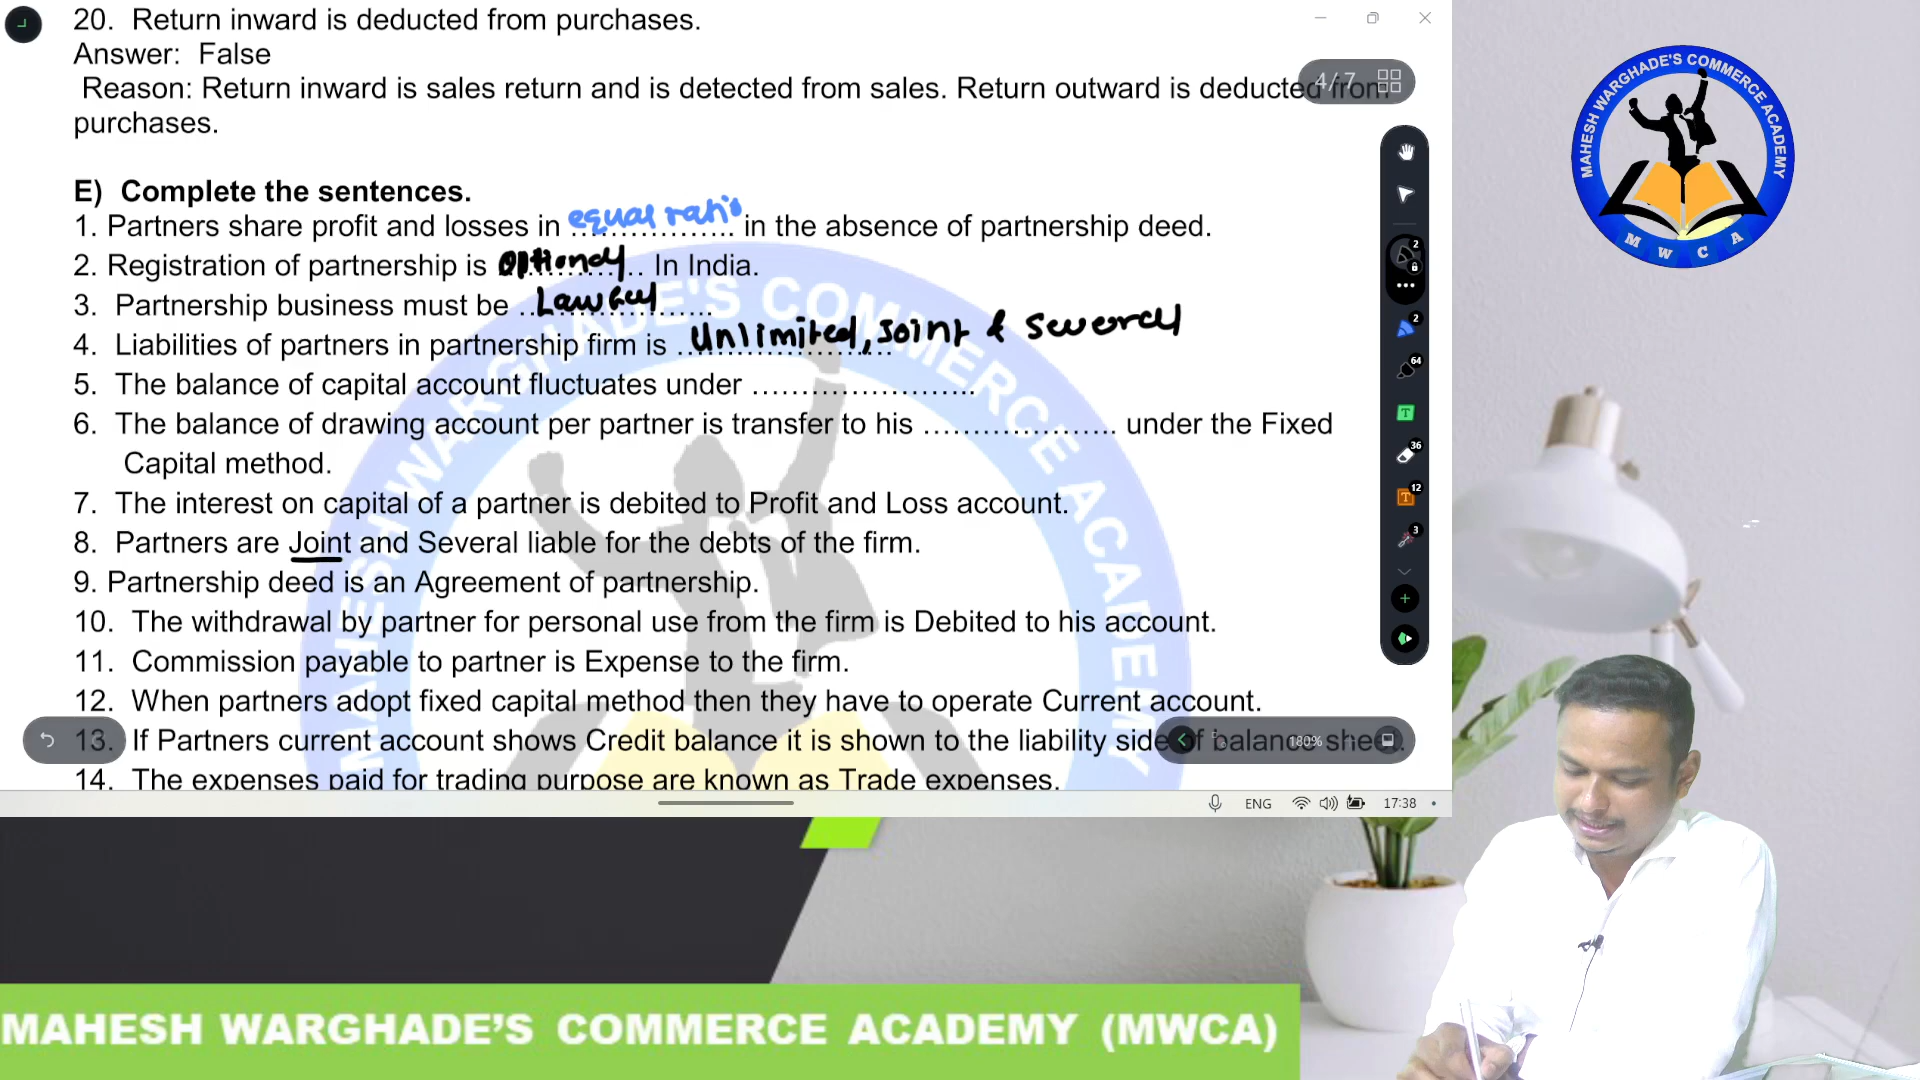 20. Return inward is deducted from purchases.
Answer: False
Reason: Return inward is sales return and is detected from sales. Return outward is deducted from
purchases.
4/7
E) Complete the sentences.
1. Partners share profit and losses in equal ratio in the absence of partnership deed.
2. Registration of partnership is optional In India.
3. Partnership business must be Lawful
4. Liabilities of partners in partnership firm is Unlimited, Joint & Several
5. The balance of capital account fluctuates under ........................
6. The balance of drawing account per partner is transfer to his ..................... under the Fixed
Capital method.
7. The interest on capital of a partner is debited to Profit and Loss account.
8. Partners are Joint and Several liable for the debts of the firm.
9. Partnership deed is an Agreement of partnership.
10. The withdrawal by partner for personal use from the firm is Debited to his account.
11. Commission payable to partner is Expense to the firm.
12. When partners adopt fixed capital method then they have to operate Current account.
13. If Partners current account shows Credit balance it is shown to the liability side of balance sheet.
14. The expenses paid for trading purpose are known as Trade expenses.
180%
2
2
64
T
36
T 12
3
ENG 17:38
MAHESH WARGHADE'S COMMERCE ACADEMY
MAHESH WARGHADE'S COMMERCE ACADEMY
MWCA
MAHESH WARGHADE'S COMMERCE ACADEMY (MWCA)